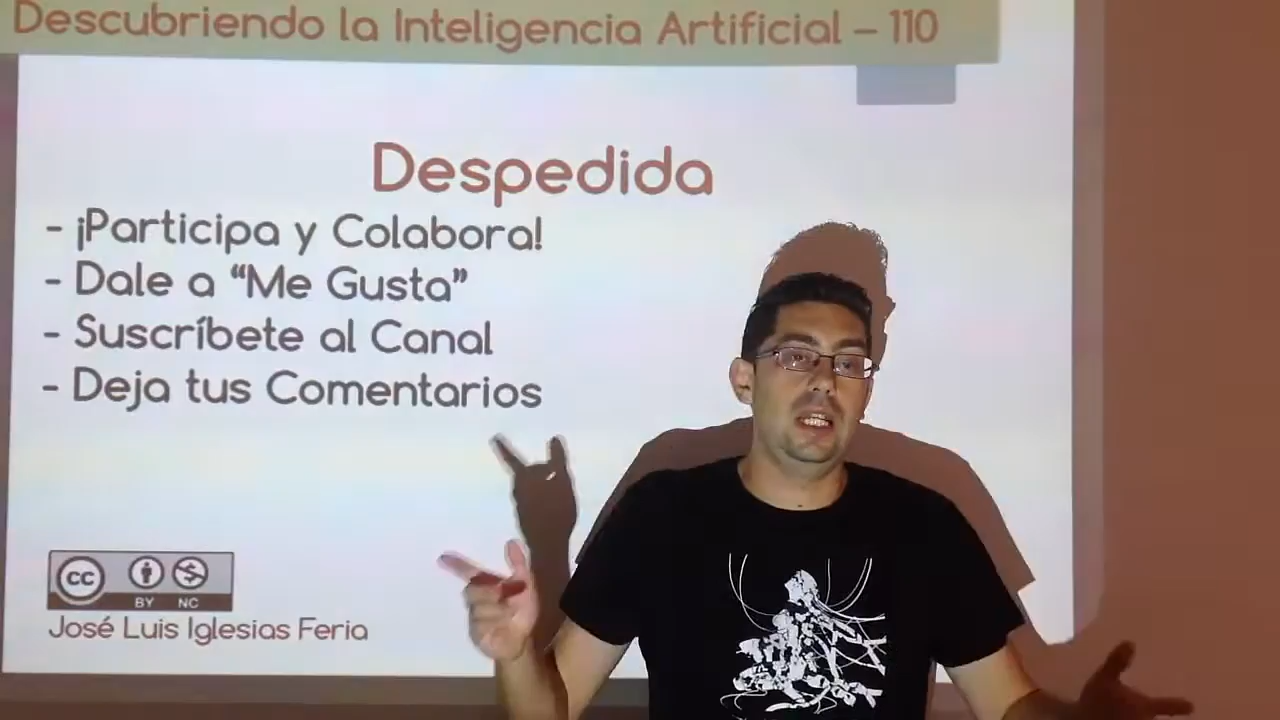 Descubriendo la Inteligencia Artificial – 110
Despedida
- ¡Participa y Colabora!
- Dale a “Me Gusta”
- Suscríbete al Canal
- Deja tus Comentarios
cc
BY NC
José Luis Iglesias Feria